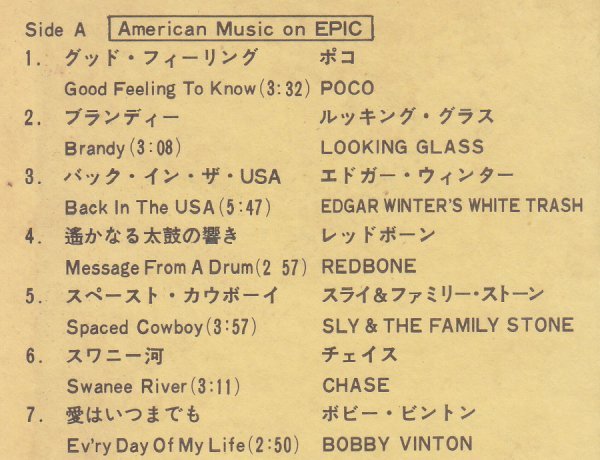 Side A American Music on EPIC
1. グッド・フィーリング ポコ
Good Feeling To Know(3:32) POCO
2. ブランディー ルッキング・グラス
Brandy(3:08) LOOKING GLASS
3. バック・イン・ザ・USA エドガー・ウィンター
Back In The USA(5:47) EDGAR WINTER'S WHITE TRASH
4. 遙かなる太鼓の響き レッドボーン
Message From A Drum(2 57) REDBONE
5. スペースト・カウボーイ スライ&ファミリー・ストーン
Spaced Cowboy(3:57) SLY & THE FAMILY STONE
6. スワニー河 チェイス
Swanee River(3:11) CHASE
7. 愛はいつまでも ボビー・ビントン
Ev'ry Day Of My Life(2:50) BOBBY VINTON